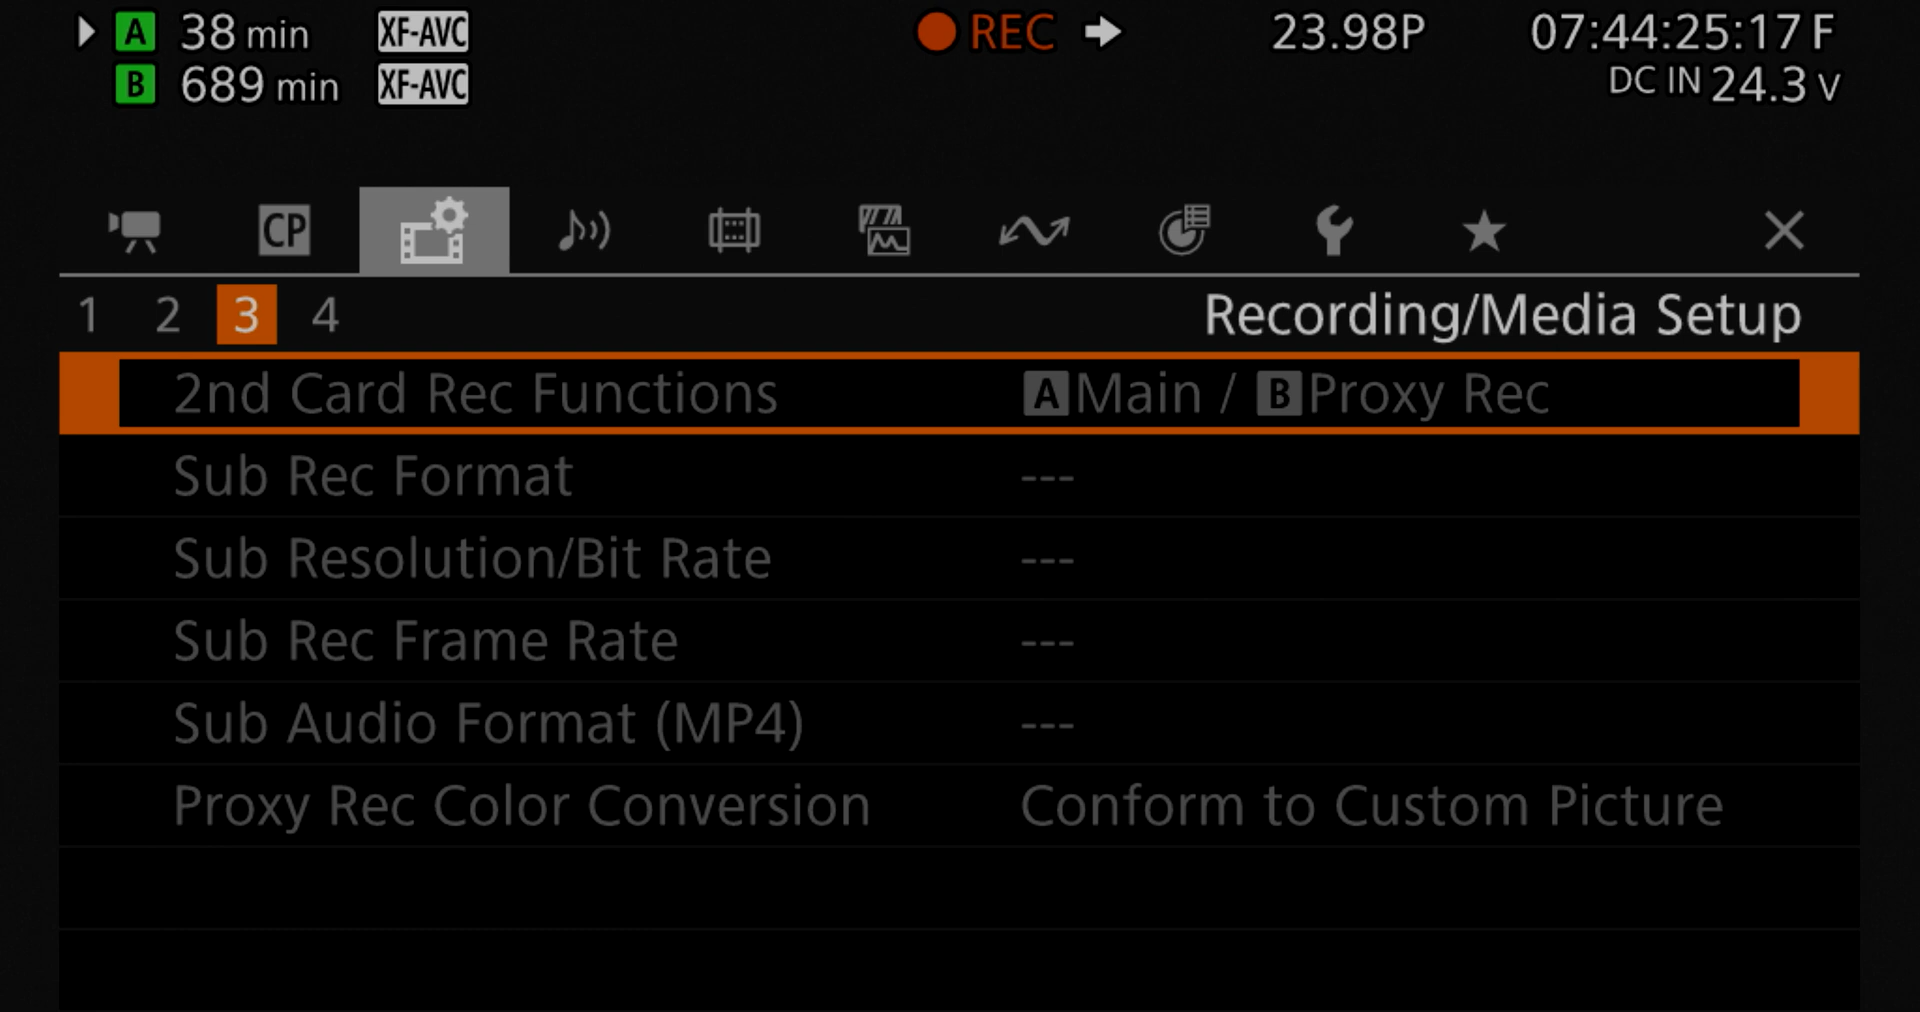 A 38 min XF-AVC REC 23.98P 07:44:25:17 F
B 689 min XF-AVC DC IN 24.3 V
CP
1 2 3 4 Recording/Media Setup
2nd Card Rec Functions A Main / B Proxy Rec
Sub Rec Format ---
Sub Resolution/Bit Rate ---
Sub Rec Frame Rate ---
Sub Audio Format (MP4) ---
Proxy Rec Color Conversion Conform to Custom Picture